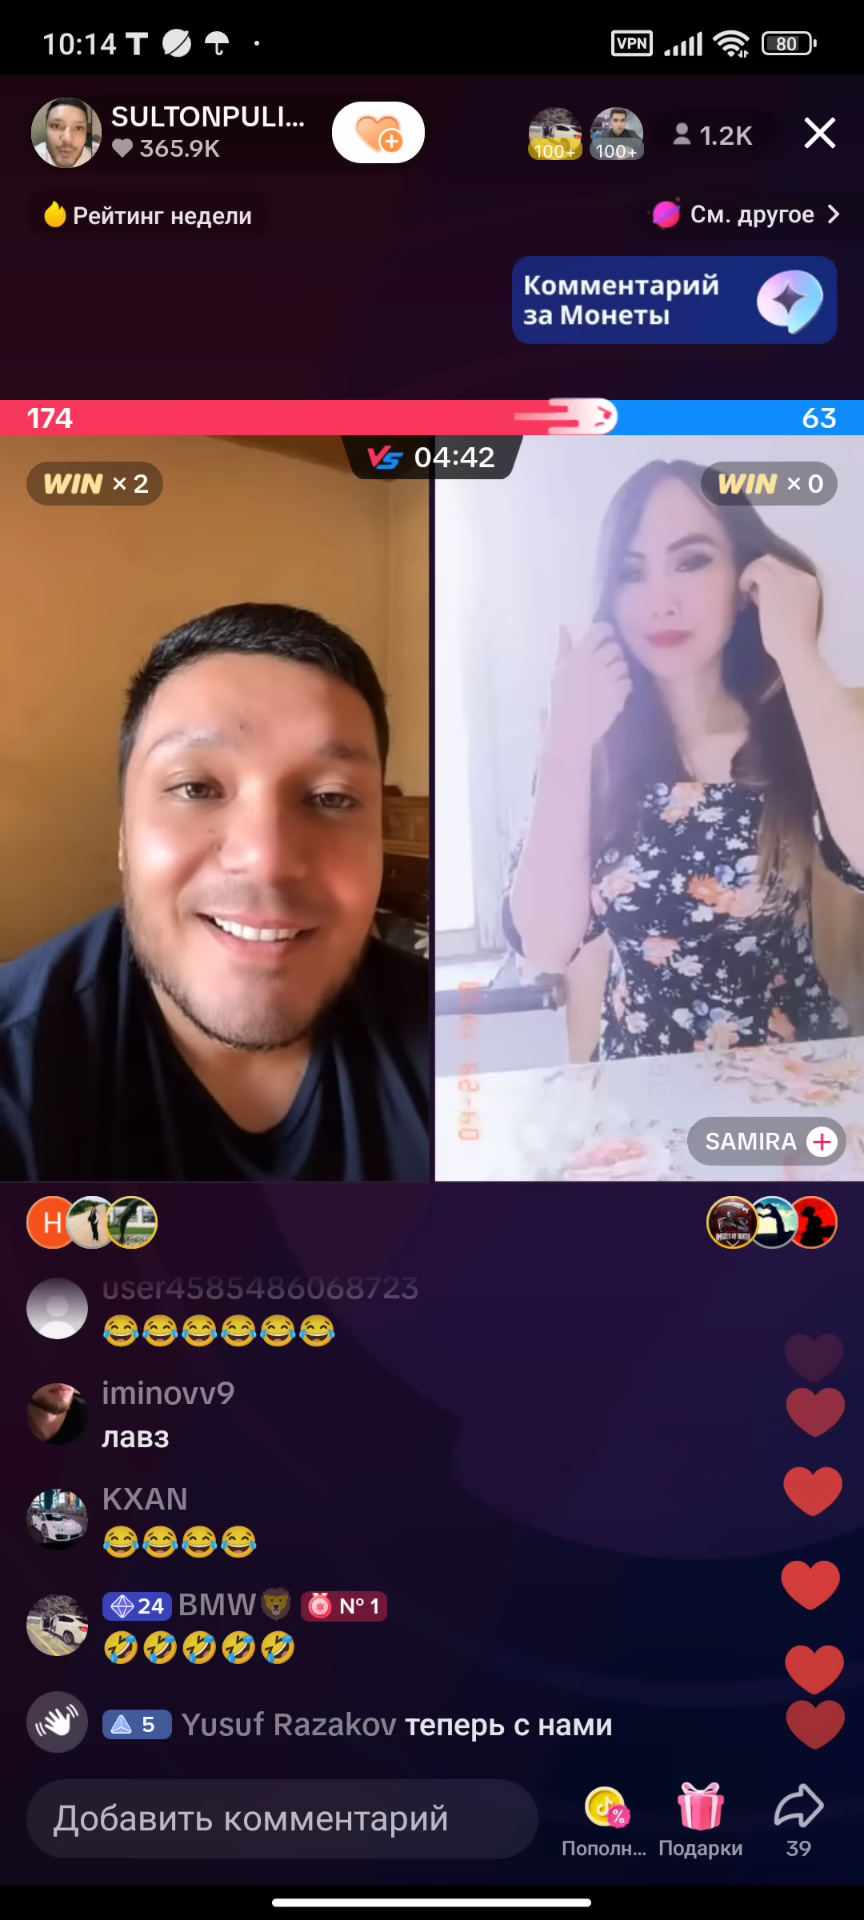 10:14
VPN
80
SULTONPULI...
365.9K
100+
100+
1.2K
Рейтинг недели
См. другое
Комментарий
за Монеты
174
63
VS 04:42
WIN × 2
WIN × 0
SAMIRA
H
user4585486068723
😂😂😂😂😂😂
iminovv9
лавз
KXAN
😂😂😂😂
24 BMW🦁 Nº 1
🤣🤣🤣🤣🤣
5 Yusuf Razakov теперь с нами
Добавить комментарий
Пополн...
Подарки
39